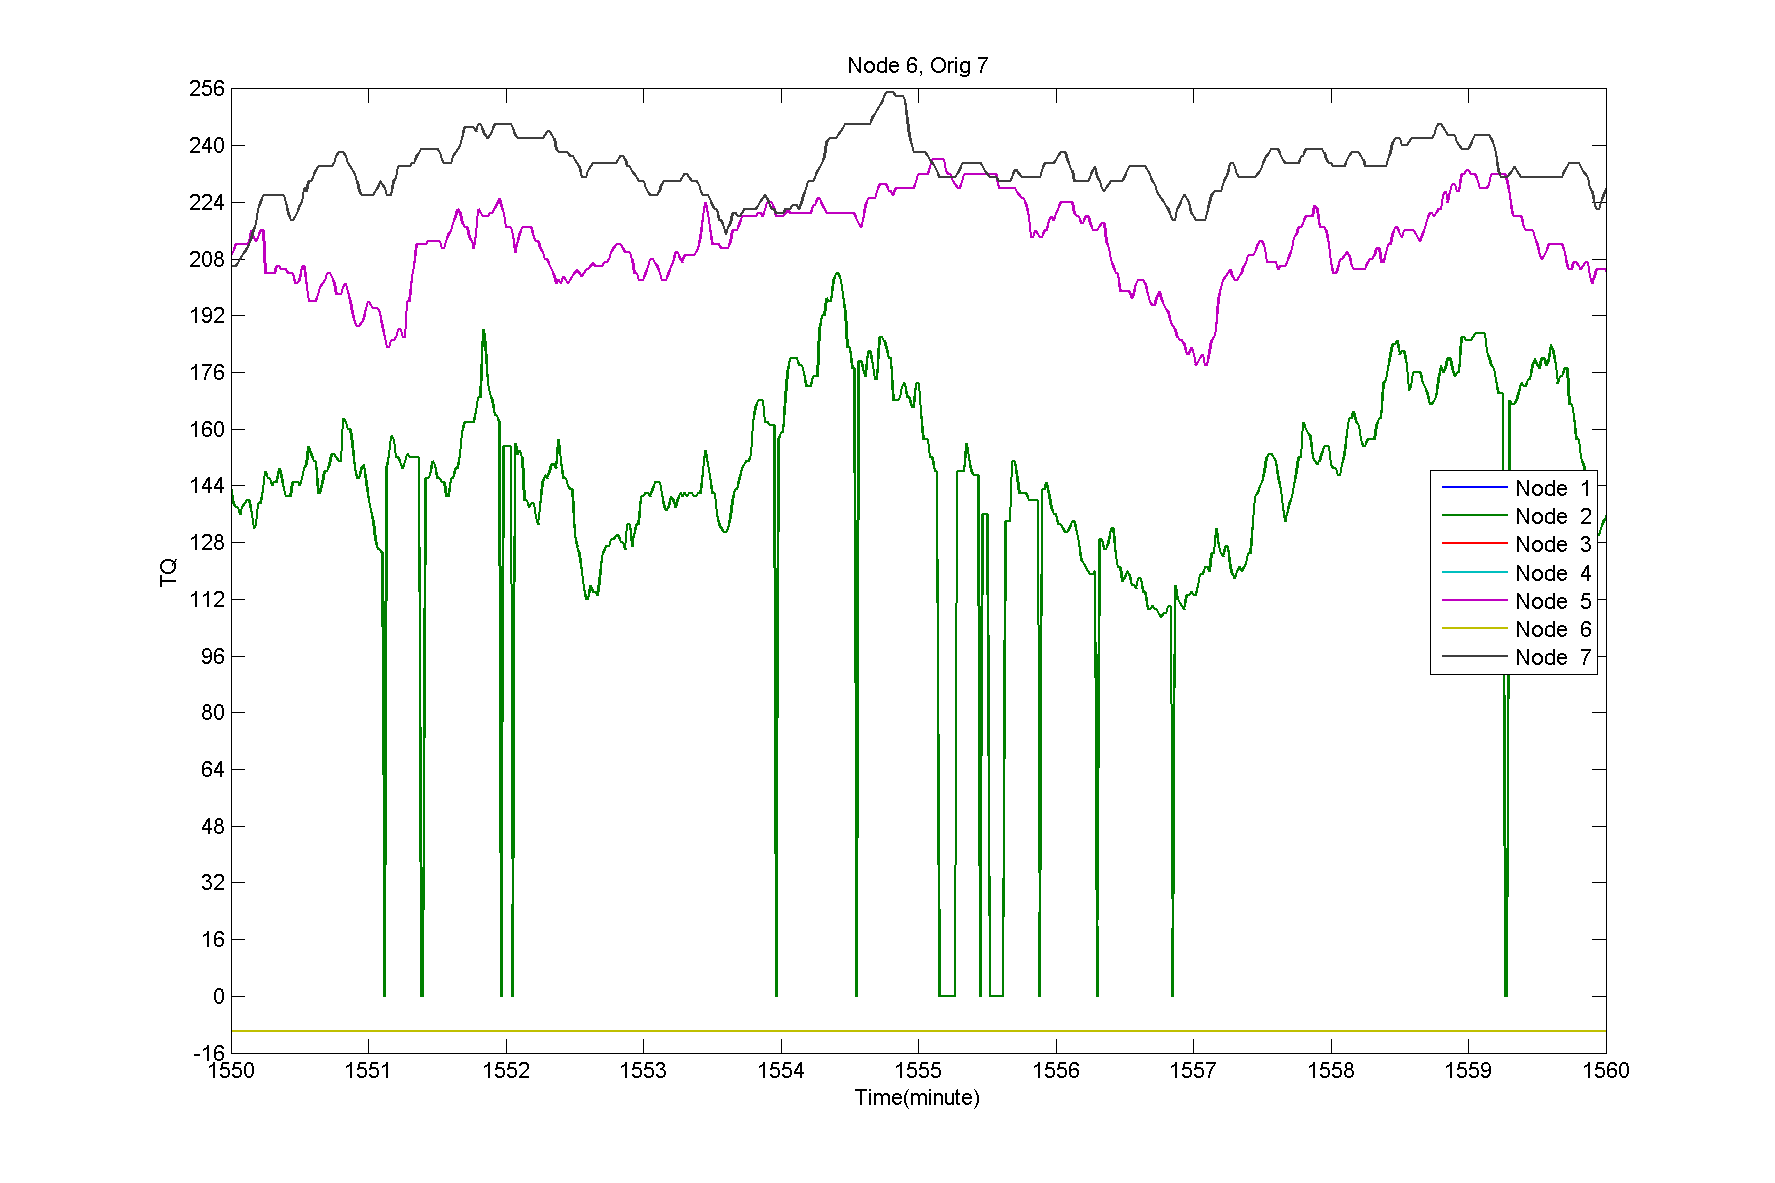 Node 6, Orig 7
256
240
224
208
192
176
160
144
128
112
96
80
64
48
32
16
0
-16
TQ
Node 1
Node 2
Node 3
Node 4
Node 5
Node 6
Node 7
1550 1551 1552 1553 1554 1555 1556 1557 1558 1559 1560
Time(minute)